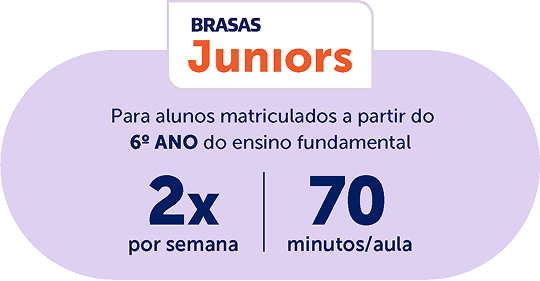 BRASAS
Juniors
Para alunos matriculados a partir do
6º ANO do ensino fundamental
2x
por semana
70
minutos/aula